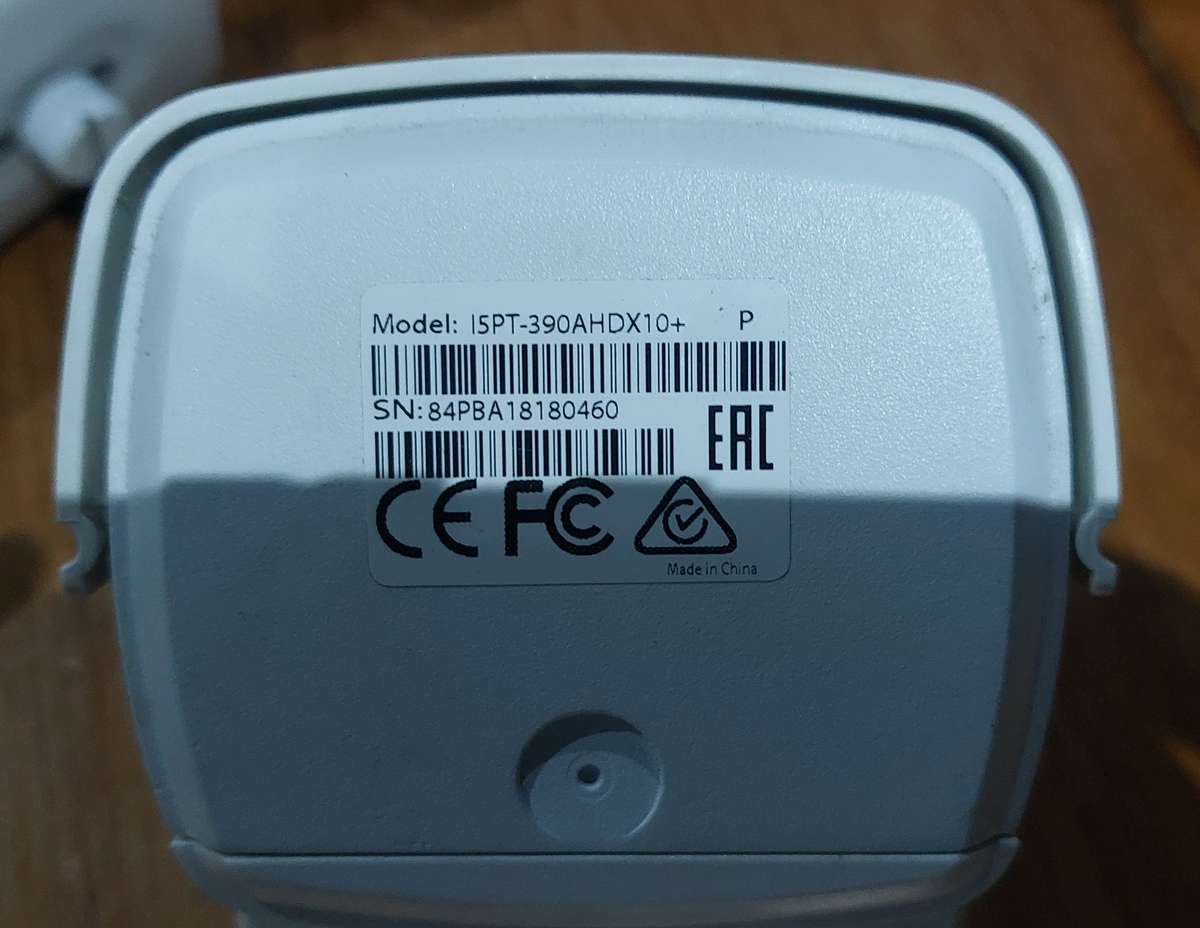 Model: I5PT-390AHDX10+ P
SN: 84PBA18180460
EAC
CE FC
Made in China